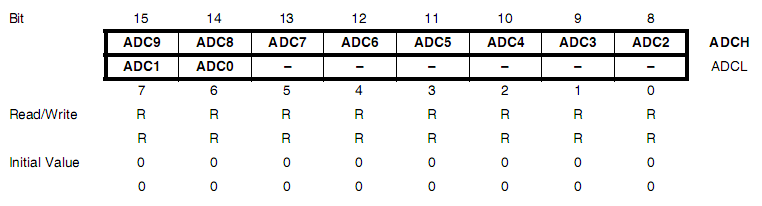 Bit 15 14 13 12 11 10 9 8
ADC9 ADC8 ADC7 ADC6 ADC5 ADC4 ADC3 ADC2 ADCH
ADC1 ADC0 – – – – – – ADCL
7 6 5 4 3 2 1 0
Read/Write R R R R R R R R
R R R R R R R R
Initial Value 0 0 0 0 0 0 0 0
0 0 0 0 0 0 0 0